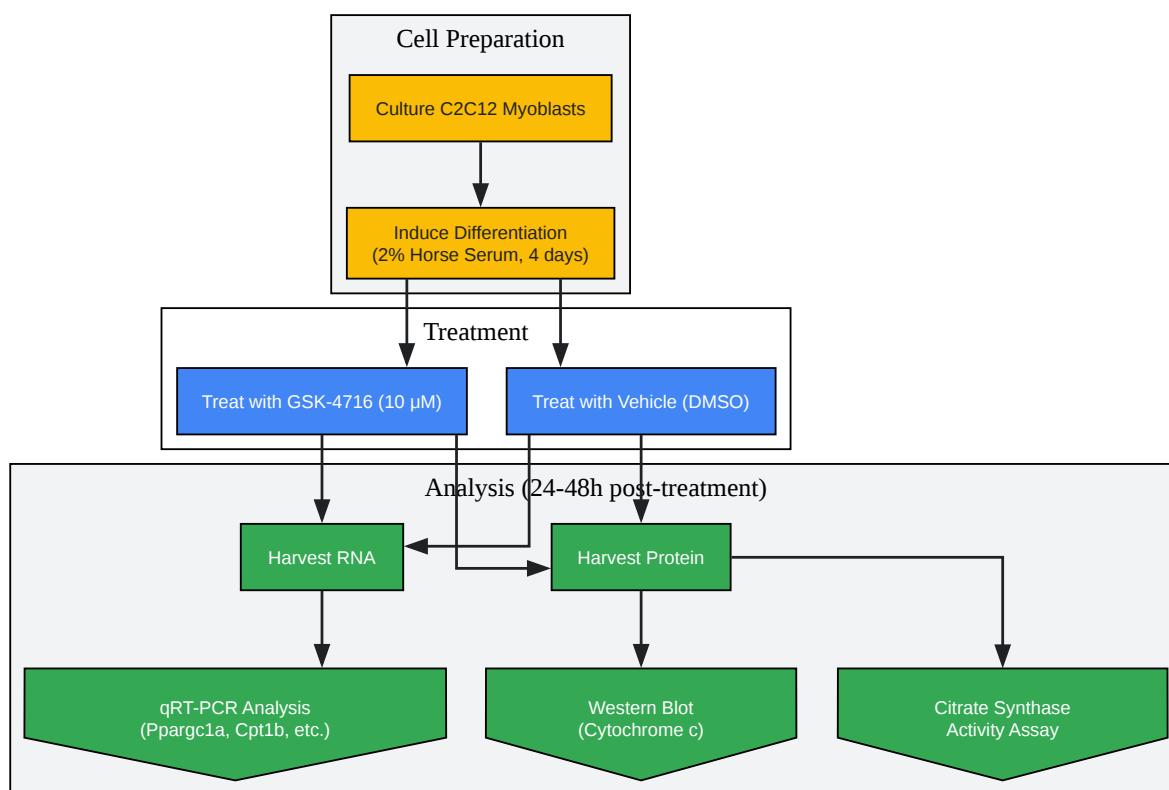 Cell Preparation
Culture C2C12 Myoblasts
Induce Differentiation
(2% Horse Serum, 4 days)
Treatment
Treat with GSK-4716 (10 μM)
Treat with Vehicle (DMSO)
Analysis (24-48h post-treatment)
Harvest RNA
Harvest Protein
qRT-PCR Analysis
(Ppargc1a, Cpt1b, etc.)
Western Blot
(Cytochrome c)
Citrate Synthase
Activity Assay